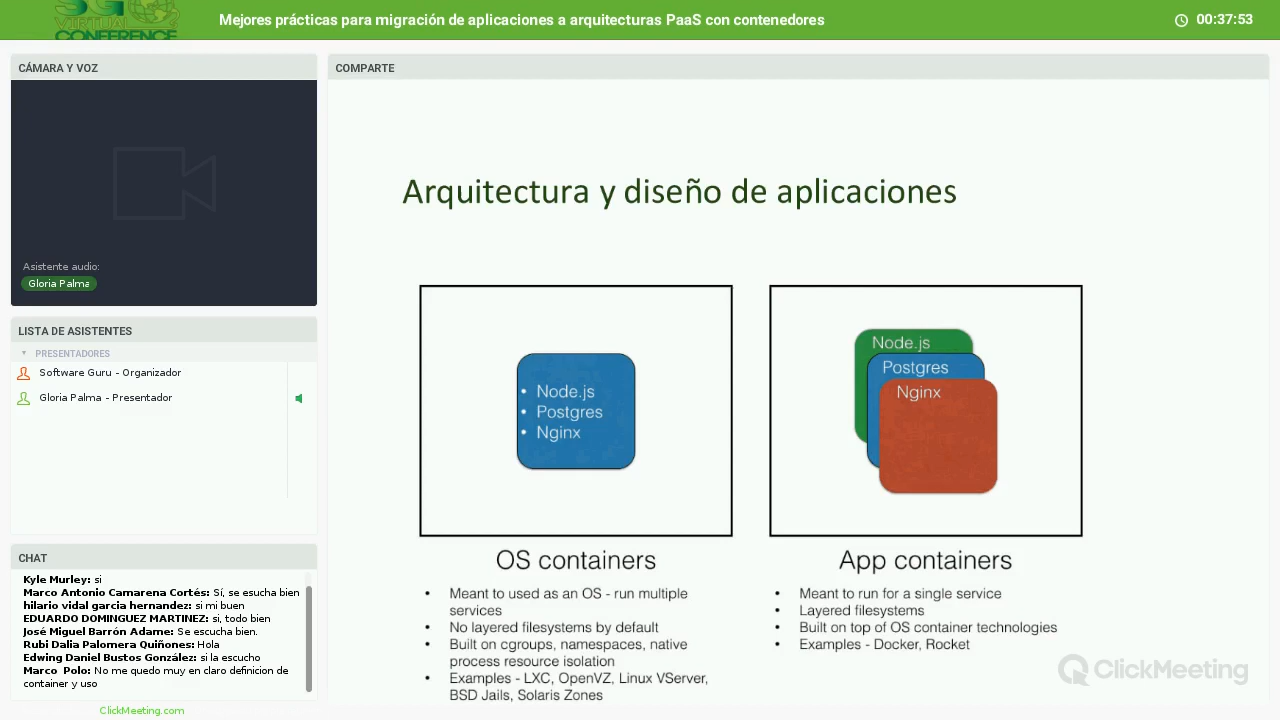 SG
VIRTUAL
CONFERENCE
Mejores prácticas para migración de aplicaciones a arquitecturas PaaS con contenedores
00:37:53
CÁMARA Y VOZ
Asistente audio:
Gloria Palma
LISTA DE ASISTENTES
PRESENTADORES
Software Guru - Organizador
Gloria Palma - Presentador
CHAT
Kyle Murley: si
Marco Antonio Camarena Cortés: Sí, se esucha bien
hilario vidal garcia hernandez: si mi buen
EDUARDO DOMINGUEZ MARTINEZ: si, todo bien
José Miguel Barrón Adame: Se escucha bien.
Rubi Dalia Palomera Quiñones: Hola
Edwing Daniel Bustos González: si la escucho
Marco Polo: No me quedo muy en claro definicion de
container y uso
ClickMeeting.com
COMPARTE
Arquitectura y diseño de aplicaciones
• Node.js
• Postgres
• Nginx
OS containers
• Meant to used as an OS - run multiple
services
• No layered filesystems by default
• Built on cgroups, namespaces, native
process resource isolation
• Examples - LXC, OpenVZ, Linux VServer,
BSD Jails, Solaris Zones
Node.js
Postgres
Nginx
App containers
• Meant to run for a single service
• Layered filesystems
• Built on top of OS container technologies
• Examples - Docker, Rocket
ClickMeeting